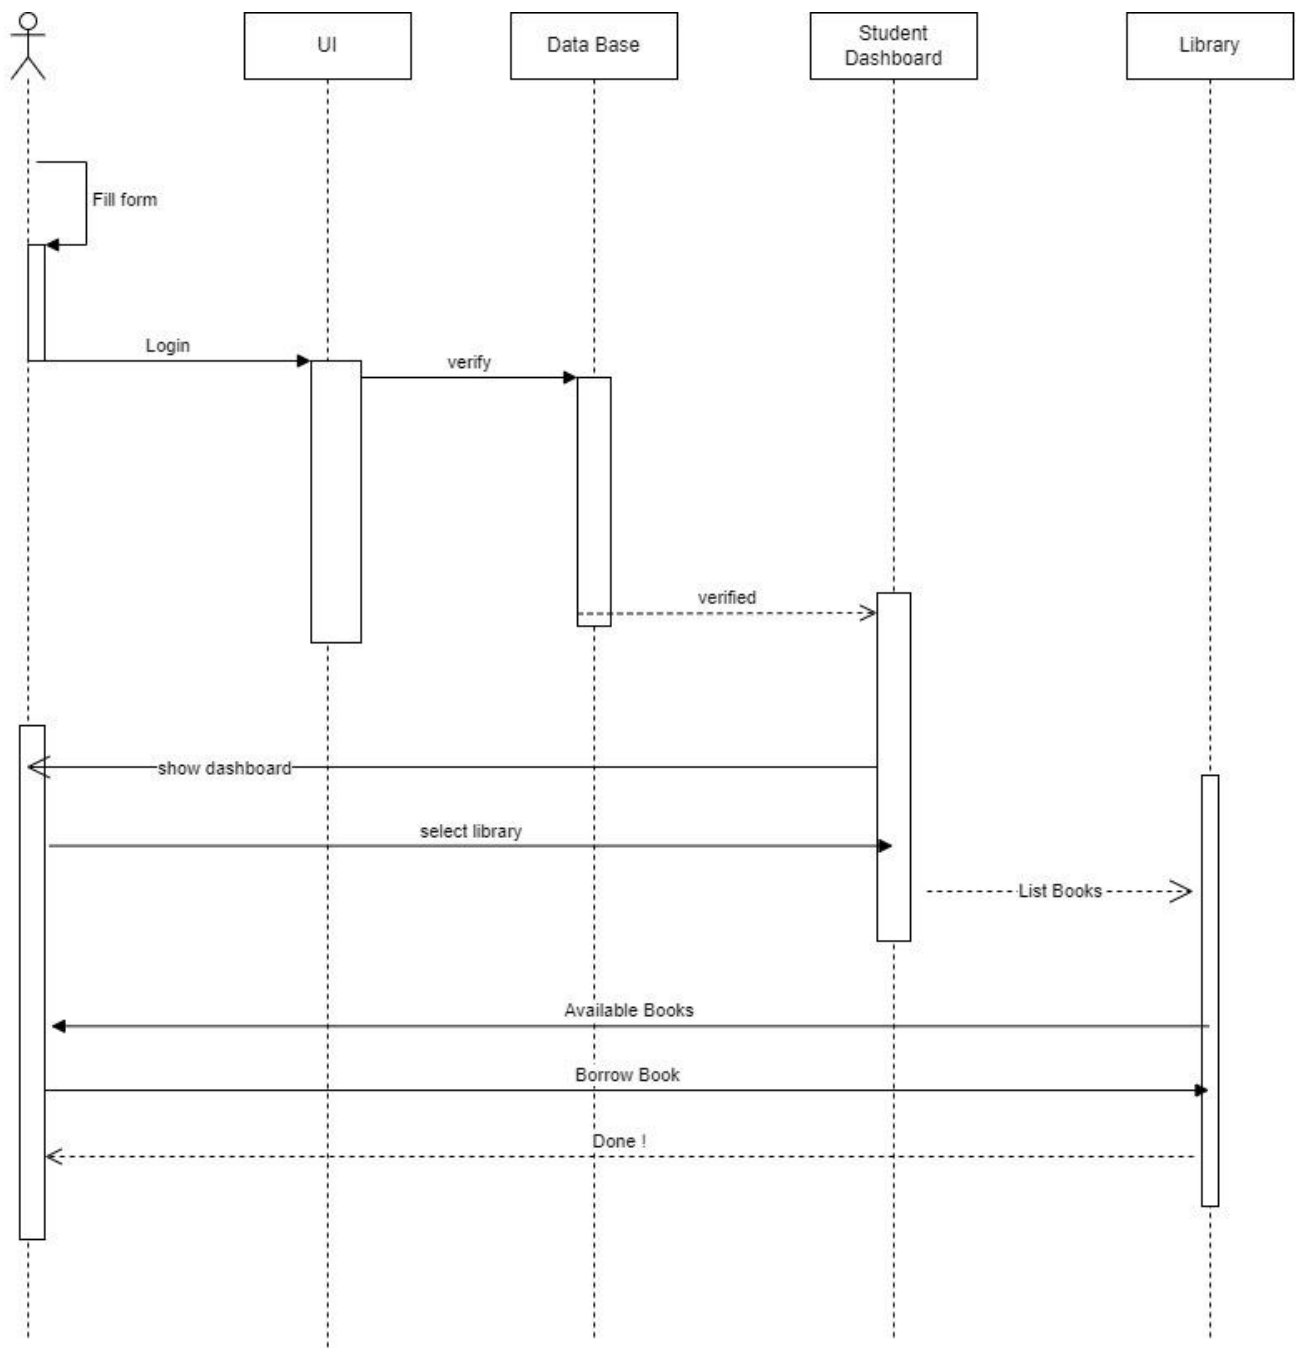 UI
Data Base
Student
Dashboard
Library
Fill form
Login
verify
verified
show dashboard
select library
List Books
Available Books
Borrow Book
Done !